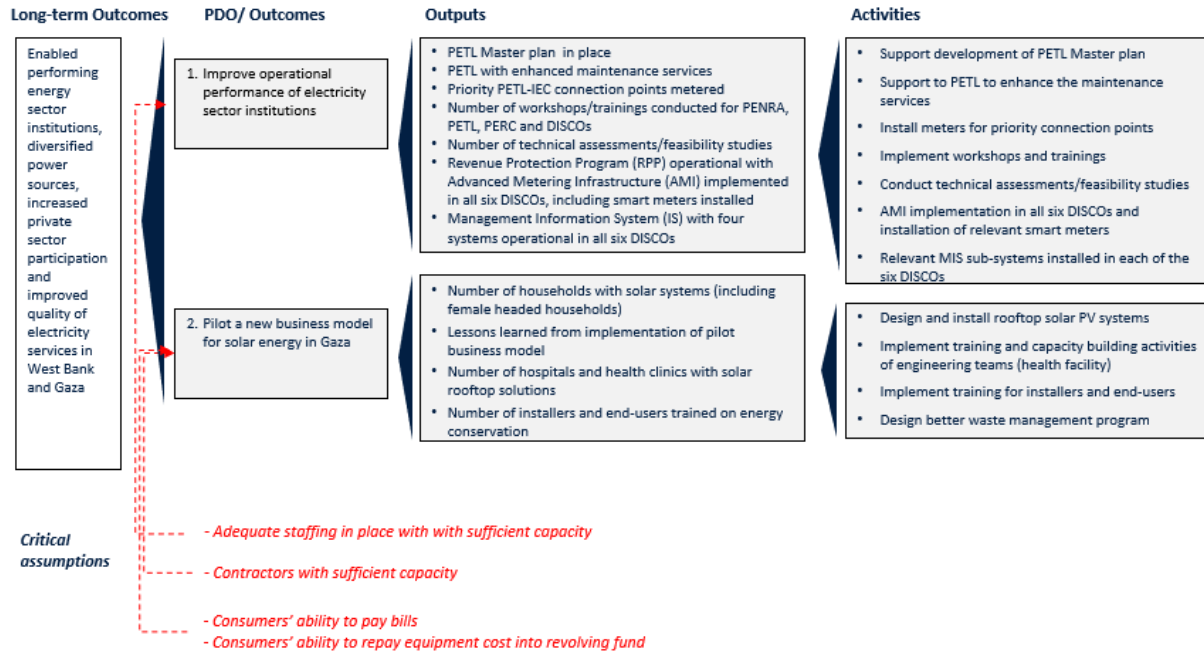 Long-term Outcomes
PDO/ Outcomes
Outputs
Activities
Enabled
performing
energy
sector
institutions,
diversified
power
sources,
increased
private
sector
participation
and
improved
quality of
electricity
services in
West Bank
and Gaza
1. Improve operational
performance of electricity
sector institutions
2. Pilot a new business model
for solar energy in Gaza
• PETL Master plan in place
• PETL with enhanced maintenance services
• Priority PETL-IEC connection points metered
• Number of workshops/trainings conducted for PENRA,
PETL, PERC and DISCOs
• Number of technical assessments/feasibility studies
• Revenue Protection Program (RPP) operational with
Advanced Metering Infrastructure (AMI) implemented
in all six DISCOs, including smart meters installed
• Management Information System (IS) with four
systems operational in all six DISCOs
• Number of households with solar systems (including
female headed households)
• Lessons learned from implementation of pilot
business model
• Number of hospitals and health clinics with solar
rooftop solutions
• Number of installers and end-users trained on energy
conservation
• Support development of PETL Master plan
• Support to PETL to enhance the maintenance
services
• Install meters for priority connection points
• Implement workshops and trainings
• Conduct technical assessments/feasibility studies
• AMI implementation in all six DISCOs and
installation of relevant smart meters
• Relevant MIS sub-systems installed in each of the
six DISCOs
• Design and install rooftop solar PV systems
• Implement training and capacity building activities
of engineering teams (health facility)
• Implement training for installers and end-users
• Design better waste management program
Critical
assumptions
- Adequate staffing in place with with sufficient capacity
- Contractors with sufficient capacity
- Consumers' ability to pay bills
- Consumers' ability to repay equipment cost into revolving fund